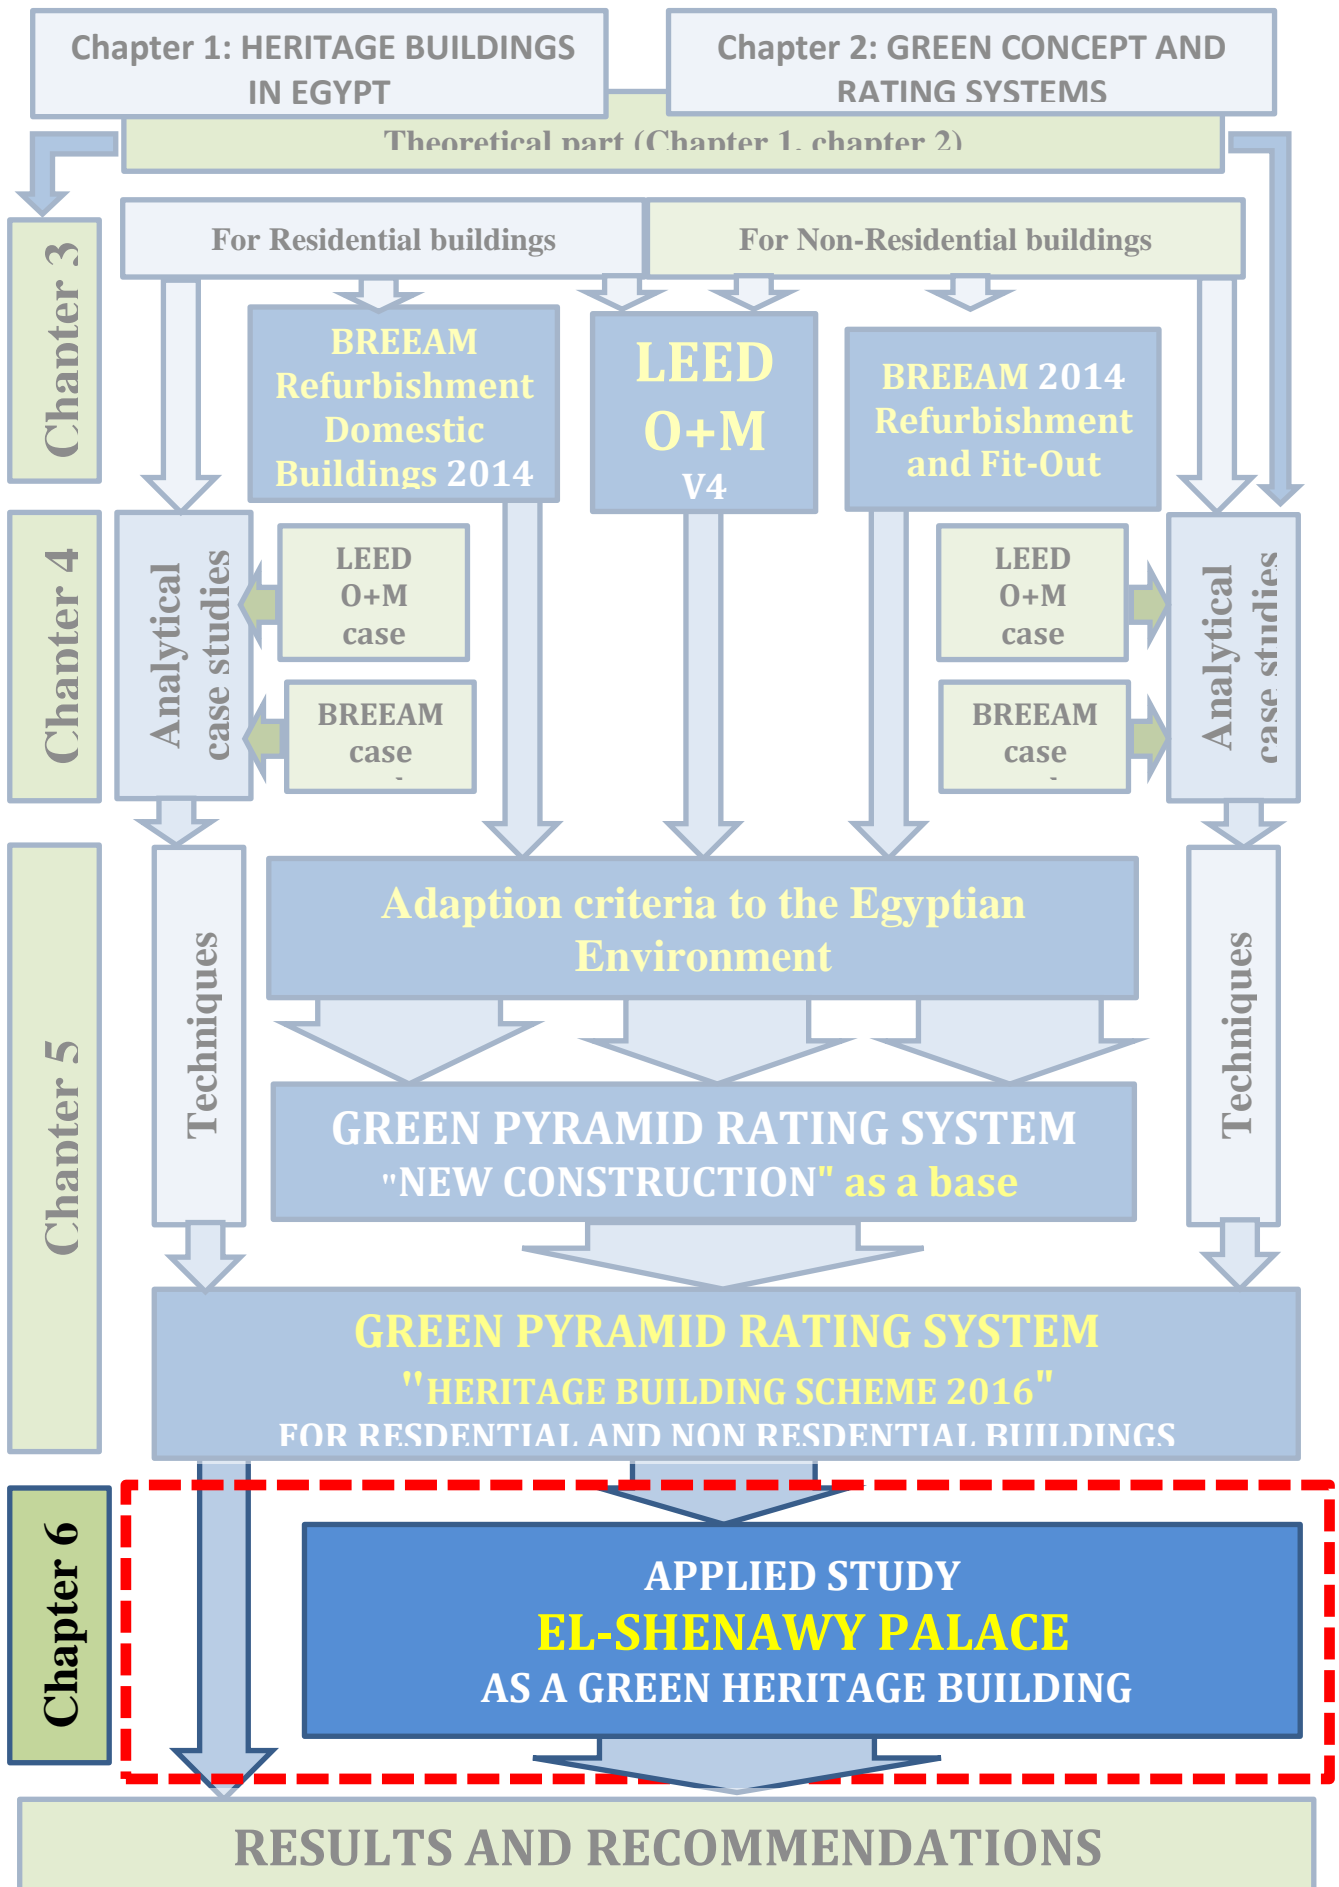 Chapter 1: HERITAGE BUILDINGS
IN EGYPT
Chapter 2: GREEN CONCEPT AND
RATING SYSTEMS
Theoretical part (Chapter 1, chapter 2)
Chapter 3
For Residential buildings
For Non-Residential buildings
BREEAM
Refurbishment
Domestic
Buildings 2014
LEED
O+M
V4
BREEAM 2014
Refurbishment
and Fit-Out
Chapter 4
Analytical
case studies
LEED
O+M
case
BREEAM
case
LEED
O+M
case
BREEAM
case
Analytical
case studies
Chapter 5
Techniques
Adaption criteria to the Egyptian
Environment
Techniques
GREEN PYRAMID RATING SYSTEM
"NEW CONSTRUCTION" as a base
GREEN PYRAMID RATING SYSTEM
"HERITAGE BUILDING SCHEME 2016"
FOR RESDENTIAL AND NON RESDENTIAL BUILDINGS
Chapter 6
APPLIED STUDY
EL-SHENAWY PALACE
AS A GREEN HERITAGE BUILDING
RESULTS AND RECOMMENDATIONS